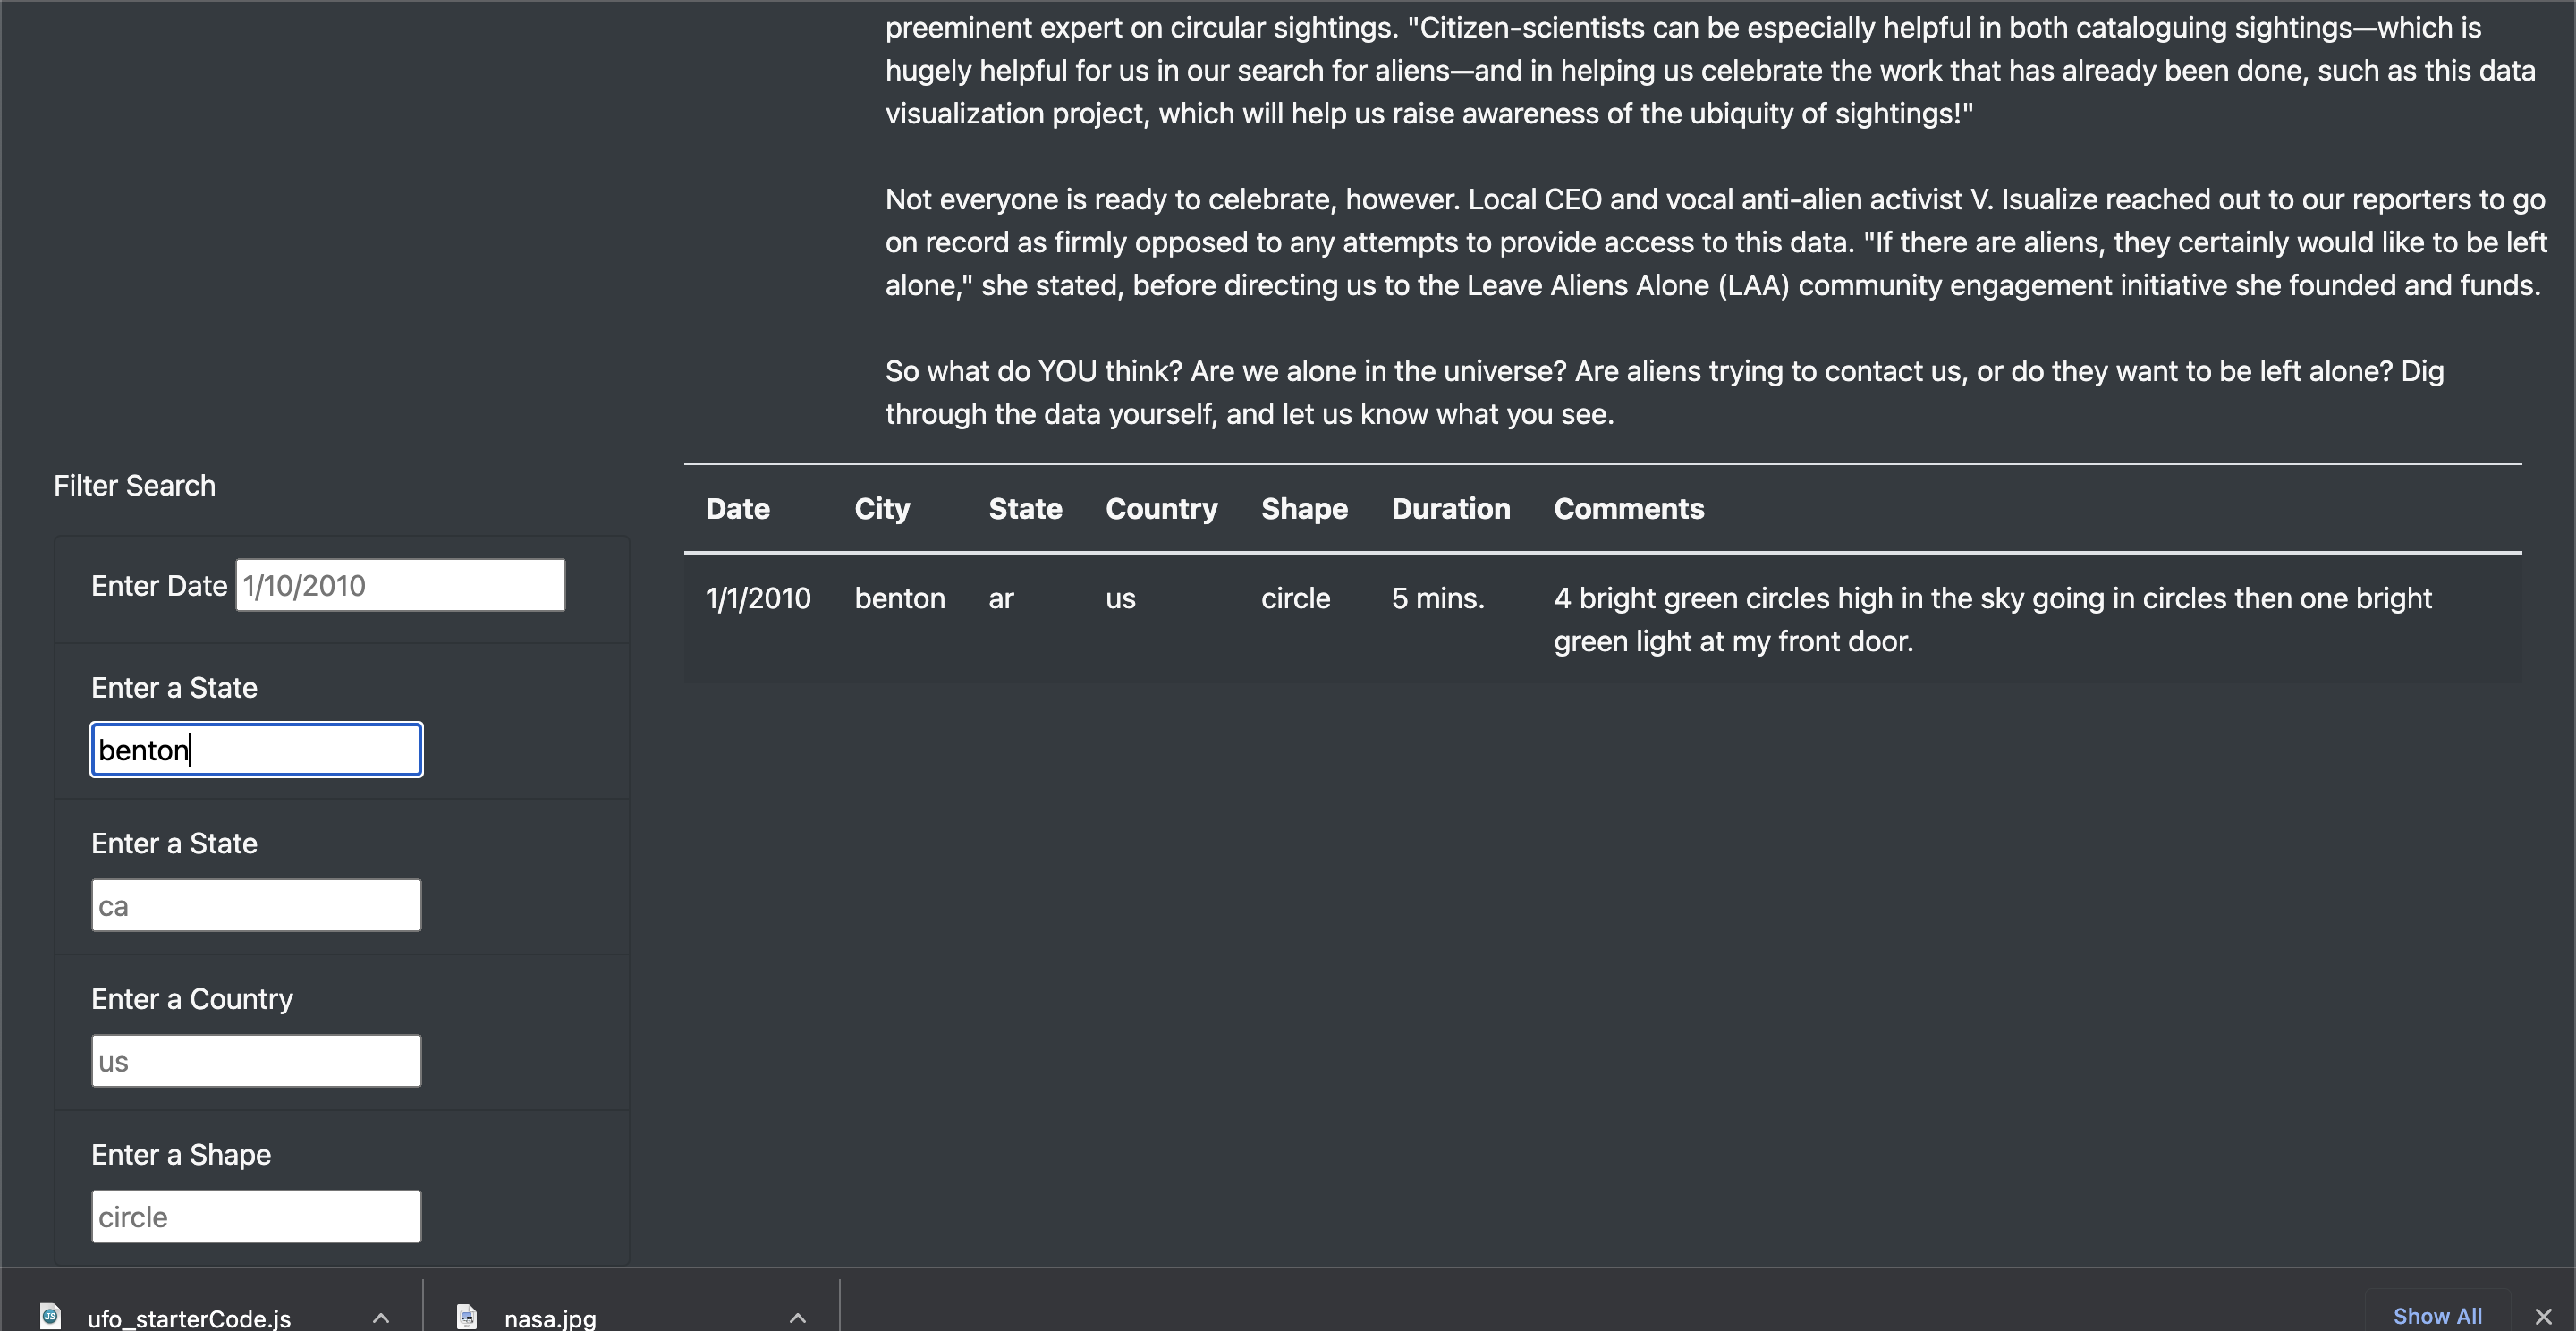 preeminent expert on circular sightings. "Citizen-scientists can be especially helpful in both cataloguing sightings—which is
hugely helpful for us in our search for aliens—and in helping us celebrate the work that has already been done, such as this data
visualization project, which will help us raise awareness of the ubiquity of sightings!"
Not everyone is ready to celebrate, however. Local CEO and vocal anti-alien activist V. Isualize reached out to our reporters to go
on record as firmly opposed to any attempts to provide access to this data. "If there are aliens, they certainly would like to be left
alone," she stated, before directing us to the Leave Aliens Alone (LAA) community engagement initiative she founded and funds.
So what do YOU think? Are we alone in the universe? Are aliens trying to contact us, or do they want to be left alone? Dig
through the data yourself, and let us know what you see.
Filter Search
Enter Date 1/10/2010
Enter a State
benton
Enter a State
ca
Enter a Country
us
Enter a Shape
circle
Date City State Country Shape Duration Comments
1/1/2010 benton ar us circle 5 mins. 4 bright green circles high in the sky going in circles then one bright
green light at my front door.
ufo_starterCode.js nasa.jpg Show All